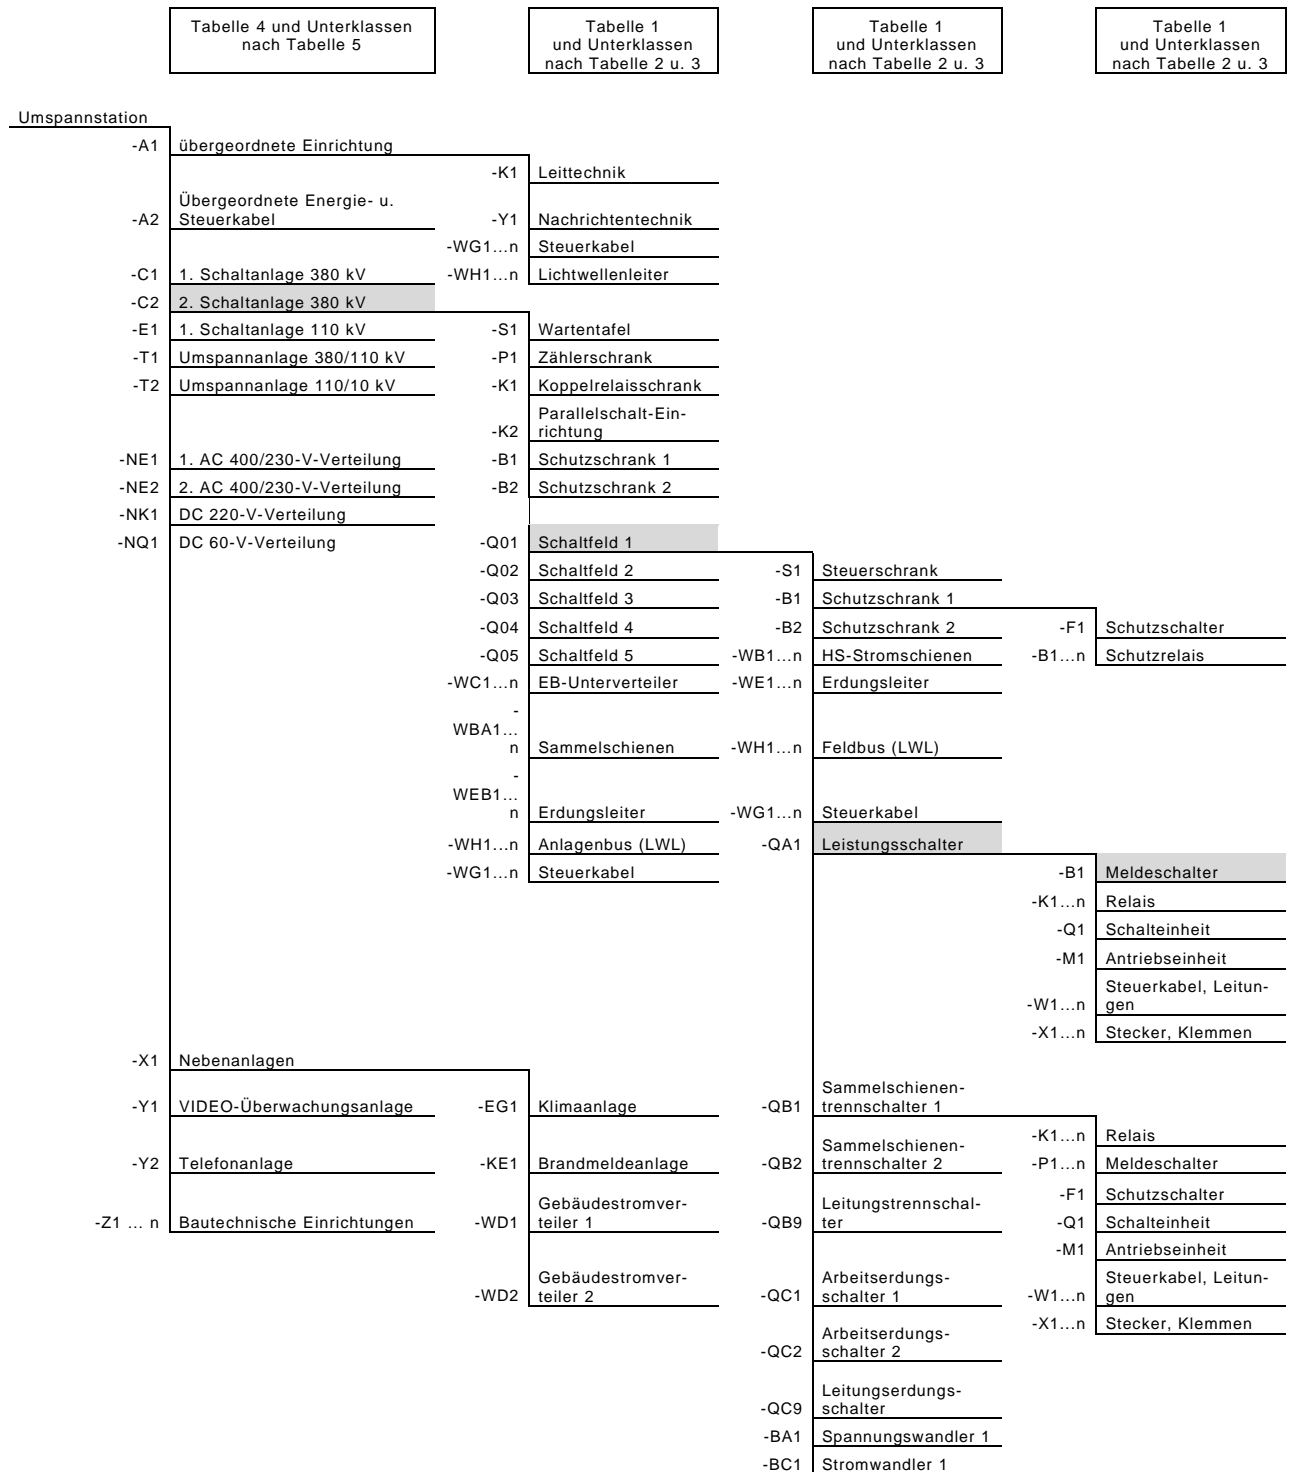 Tabelle 4 und Unterklassen
nach Tabelle 5
Tabelle 1
und Unterklassen
nach Tabelle 2 u. 3
Tabelle 1
und Unterklassen
nach Tabelle 2 u. 3
Tabelle 1
und Unterklassen
nach Tabelle 2 u. 3
Umspannstation
-A1 übergeordnete Einrichtung
-K1 Leittechnik
Übergeordnete Energie- u.
-A2 Steuerkabel -Y1 Nachrichtentechnik
-WG1...n Steuerkabel
-C1 1. Schaltanlage 380 kV -WH1...n Lichtwellenleiter
-C2 2. Schaltanlage 380 kV
-E1 1. Schaltanlage 110 kV -S1 Wartentafel
-T1 Umspannanlage 380/110 kV -P1 Zählerschrank
-T2 Umspannanlage 110/10 kV -K1 Koppelrelaisschrank
Parallelschalt-Ein-
-K2 richtung
-NE1 1. AC 400/230-V-Verteilung -B1 Schutzschrank 1
-NE2 2. AC 400/230-V-Verteilung -B2 Schutzschrank 2
-NK1 DC 220-V-Verteilung
-NQ1 DC 60-V-Verteilung -Q01 Schaltfeld 1
-Q02 Schaltfeld 2 -S1 Steuerschrank
-Q03 Schaltfeld 3 -B1 Schutzschrank 1
-Q04 Schaltfeld 4 -B2 Schutzschrank 2 -F1 Schutzschalter
-Q05 Schaltfeld 5 -WB1...n HS-Stromschienen -B1...n Schutzrelais
-WC1...n EB-Unterverteiler -WE1...n Erdungsleiter
-
WBA1...
n Sammelschienen -WH1...n Feldbus (LWL)
-
WEB1...
n Erdungsleiter -WG1...n Steuerkabel
-WH1...n Anlagenbus (LWL) -QA1 Leistungsschalter
-WG1...n Steuerkabel -B1 Meldeschalter
-K1...n Relais
-Q1 Schalteinheit
-M1 Antriebseinheit
Steuerkabel, Leitun-
-W1...n gen
-X1...n Stecker, Klemmen
-X1 Nebenanlagen
Sammelschienen-
-Y1 VIDEO-Überwachungsanlage -EG1 Klimaanlage -QB1 trennschalter 1
-K1...n Relais
Sammelschienen-
-Y2 Telefonanlage -KE1 Brandmeldeanlage -QB2 trennschalter 2 -P1...n Meldeschalter
-F1 Schutzschalter
Gebäudestromver- Leitungstrennschal-
-Z1 ... n Bautechnische Einrichtungen -WD1 teiler 1 -QB9 ter -Q1 Schalteinheit
-M1 Antriebseinheit
Gebäudestromver- Arbeitserdungs- Steuerkabel, Leitun-
-WD2 teiler 2 -QC1 schalter 1 -W1...n gen
-X1...n Stecker, Klemmen
Arbeitserdungs-
-QC2 schalter 2
Leitungserdungs-
-QC9 schalter
-BA1 Spannungswandler 1
-BC1 Stromwandler 1